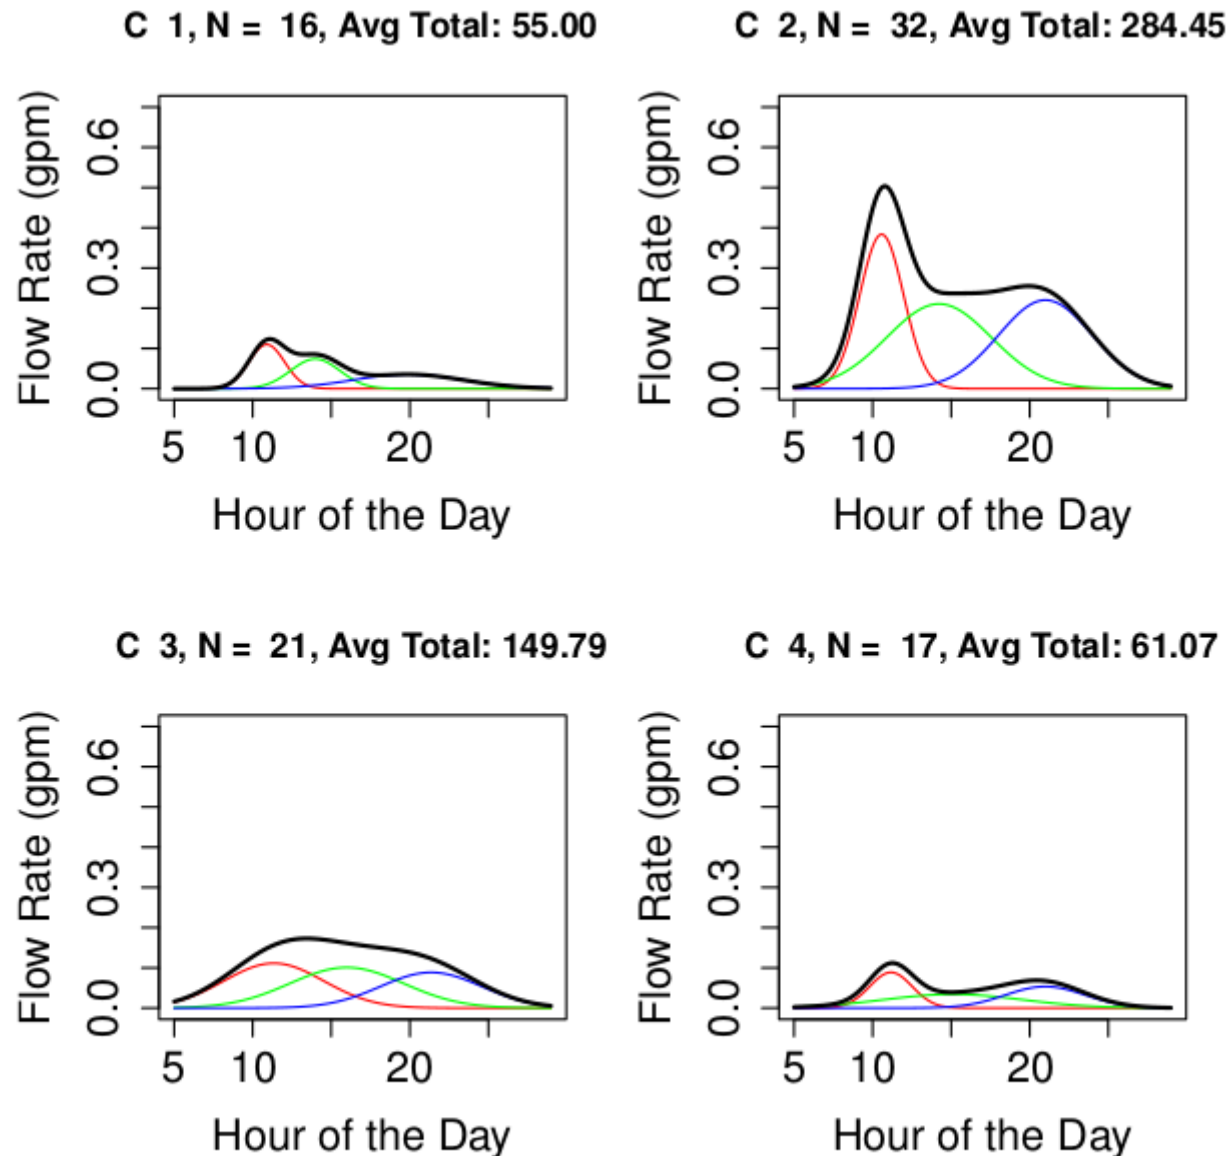 C 1, N = 16, Avg Total: 55.00
Flow Rate (gpm)
0.0 0.3 0.6
5 10 20
Hour of the Day
C 2, N = 32, Avg Total: 284.45
Flow Rate (gpm)
0.0 0.3 0.6
5 10 20
Hour of the Day
C 3, N = 21, Avg Total: 149.79
Flow Rate (gpm)
0.0 0.3 0.6
5 10 20
Hour of the Day
C 4, N = 17, Avg Total: 61.07
Flow Rate (gpm)
0.0 0.3 0.6
5 10 20
Hour of the Day